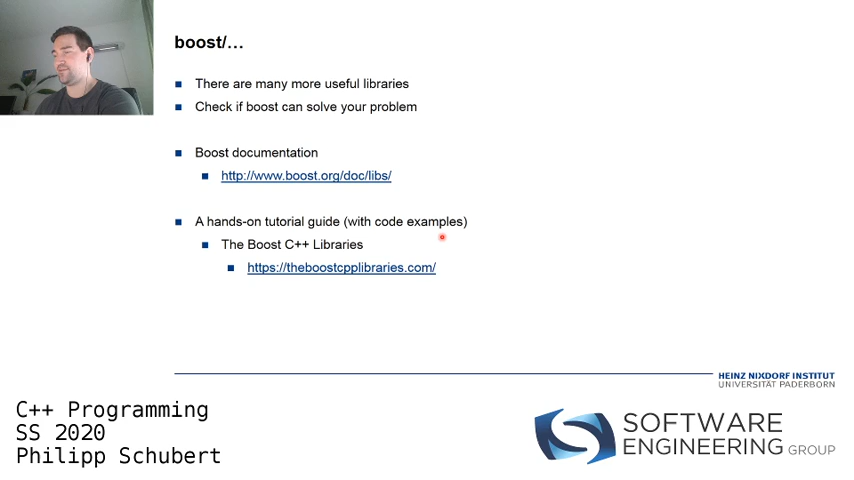 boost/…
There are many more useful libraries
Check if boost can solve your problem
Boost documentation
http://www.boost.org/doc/libs/
A hands-on tutorial guide (with code examples)
The Boost C++ Libraries
https://theboostcpplibraries.com/
HEINZ NIXDORF INSTITUT
UNIVERSITÄT PADERBORN
C++ Programming
SS 2020
Philipp Schubert
SOFTWARE
ENGINEERING GROUP